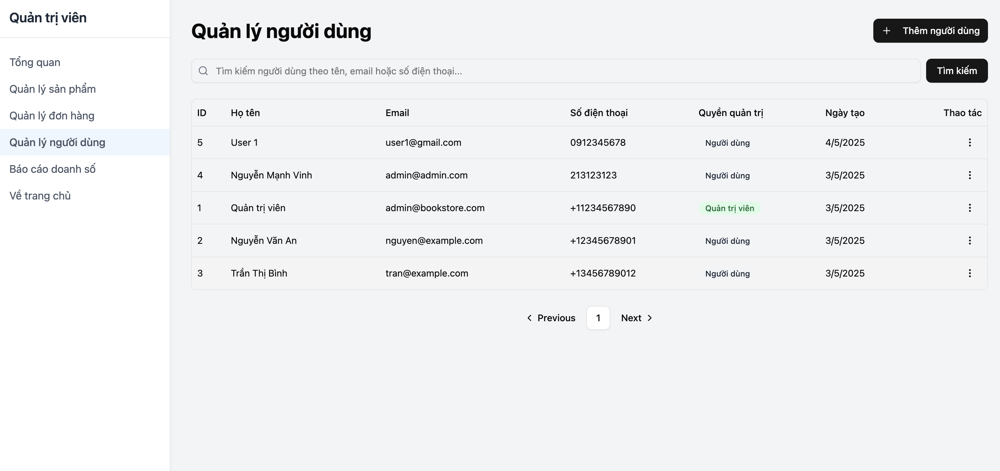 Quản trị viên
Tổng quan
Quản lý sản phẩm
Quản lý đơn hàng
Quản lý người dùng
Báo cáo doanh số
Về trang chủ
Quản lý người dùng
Thêm người dùng
Tìm kiếm người dùng theo tên, email hoặc số điện thoại...
Tìm kiếm
ID Họ tên Email Số điện thoại Quyền quản trị Ngày tạo Thao tác
5 User 1 user1@gmail.com 0912345678 Người dùng 4/5/2025
4 Nguyễn Mạnh Vinh admin@admin.com 213123123 Người dùng 3/5/2025
1 Quản trị viên admin@bookstore.com +11234567890 Quản trị viên 3/5/2025
2 Nguyễn Văn An nguyen@example.com +12345678901 Người dùng 3/5/2025
3 Trần Thị Bình tran@example.com +13456789012 Người dùng 3/5/2025
Previous 1 Next